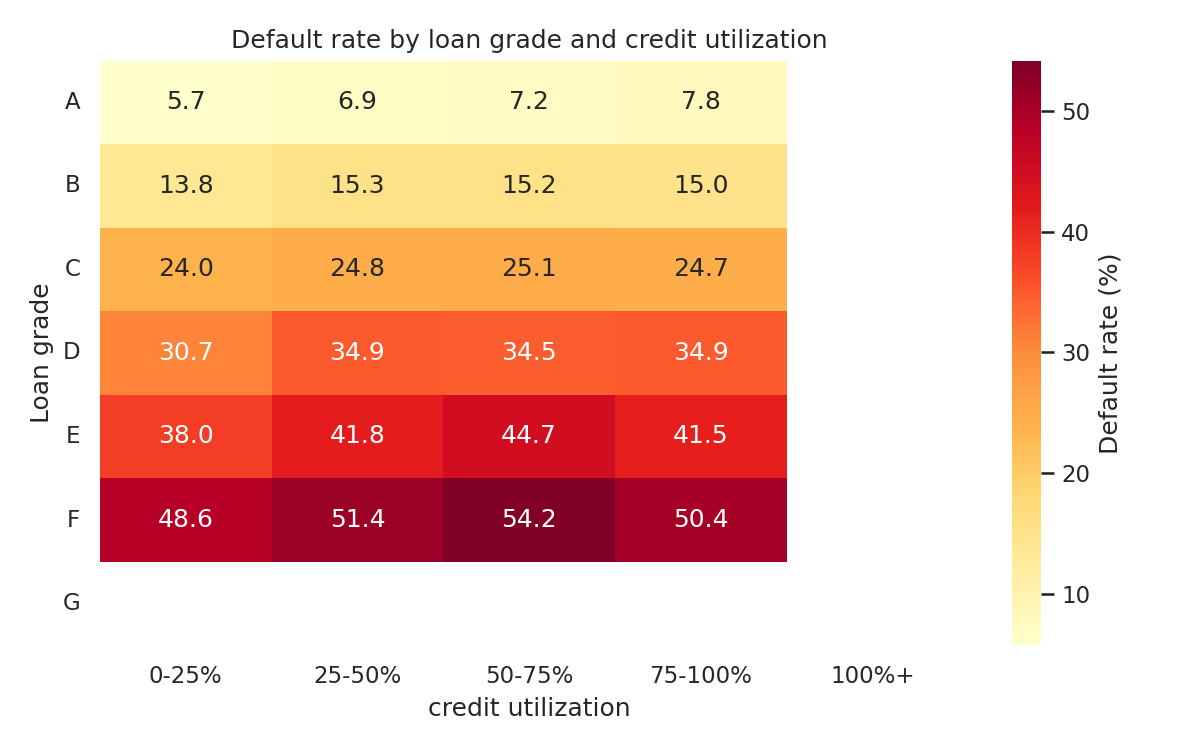 Default rate by loan grade and credit utilization
A 5.7 6.9 7.2 7.8
B 13.8 15.3 15.2 15.0
C 24.0 24.8 25.1 24.7
D 30.7 34.9 34.5 34.9
E 38.0 41.8 44.7 41.5
F 48.6 51.4 54.2 50.4
G
Loan grade
0-25% 25-50% 50-75% 75-100% 100%+
credit utilization
50
40
30
20
10
Default rate (%)